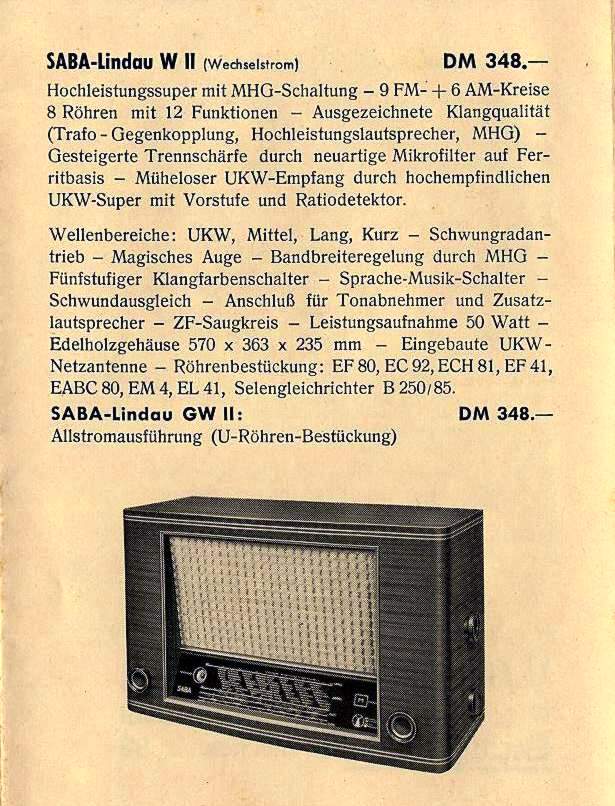 SABA-Lindau W II (Wechselstrom) DM 348.—
Hochleistungssuper mit MHG-Schaltung – 9 FM- + 6 AM-Kreise
8 Röhren mit 12 Funktionen – Ausgezeichnete Klangqualität
(Trafo - Gegenkopplung, Hochleistungslautsprecher, MHG) –
Gesteigerte Trennschärfe durch neuartige Mikrofilter auf Fer-
ritbasis – Müheloser UKW-Empfang durch hochempfindlichen
UKW-Super mit Vorstufe und Ratiodetektor.
Wellenbereiche: UKW, Mittel, Lang, Kurz – Schwungradan-
trieb – Magisches Auge – Bandbreiteregelung durch MHG –
Fünfstufiger Klangfarbenschalter – Sprache-Musik-Schalter –
Schwundausgleich – Anschluß für Tonabnehmer und Zusatz-
lautsprecher – ZF-Saugkreis – Leistungsaufnahme 50 Watt –
Edelholzgehäuse 570 x 363 x 235 mm – Eingebaute UKW-
Netzantenne – Röhrenbestückung: EF 80, EC 92, ECH 81, EF 41,
EABC 80, EM 4, EL 41, Selengleichrichter B 250/85.
SABA-Lindau GW II: DM 348.—
Allstromausführung (U-Röhren-Bestückung)
SABA